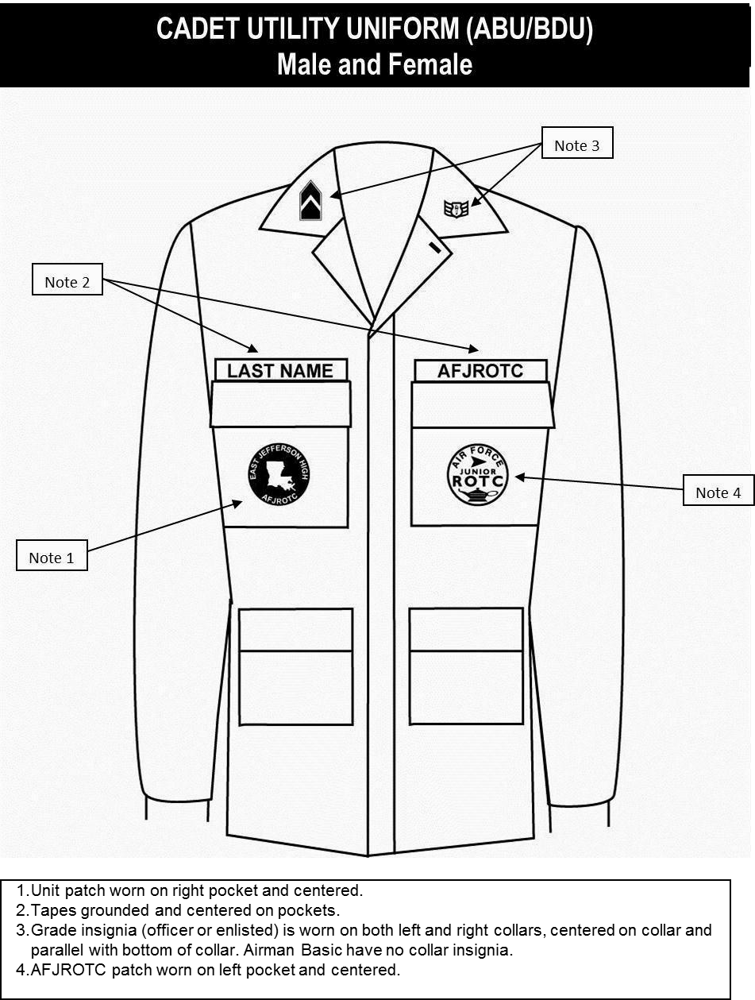 CADET UTILITY UNIFORM (ABU/BDU)
Male and Female
Note 3
Note 2
LAST NAME
AFJROTC
EAST JEFFERSON HIGH
AFJROTC
AIR FORCE
JUNIOR
ROTC
Note 4
Note 1
1.Unit patch worn on right pocket and centered.
2.Tapes grounded and centered on pockets.
3.Grade insignia (officer or enlisted) is worn on both left and right collars, centered on collar and
parallel with bottom of collar. Airman Basic have no collar insignia.
4.AFJROTC patch worn on left pocket and centered.